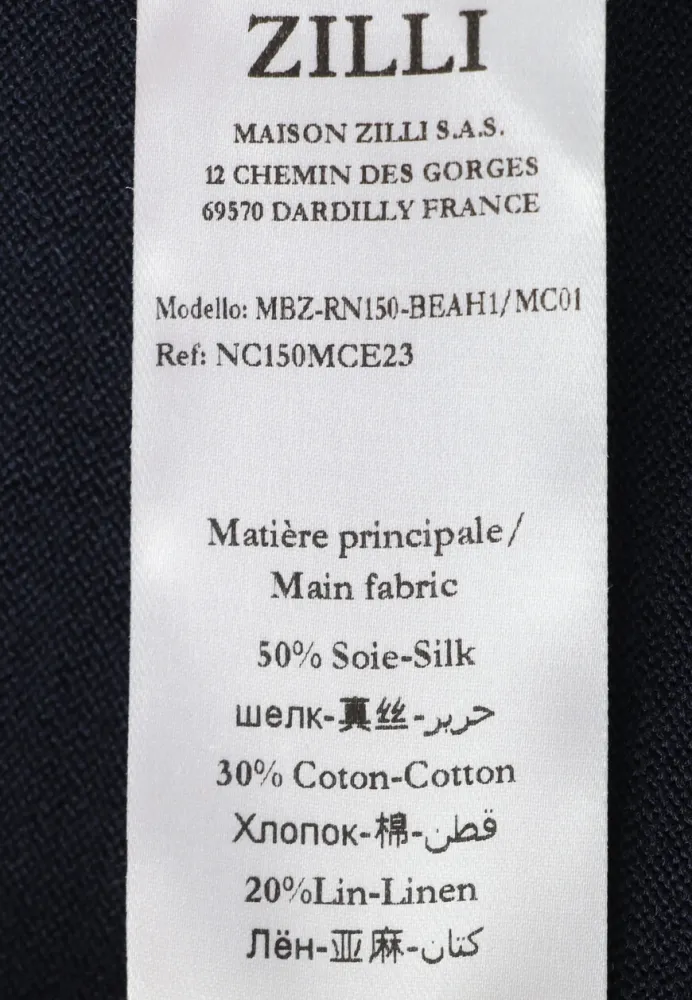 ZILLI
MAISON ZILLI S.A.S.
12 CHEMIN DES GORGES
69570 DARDILLY FRANCE
Modello: MBZ-RN150-BEAH1/MC01
Ref: NC150MCE23
Matière principale/
Main fabric
50% Soie-Silk
шелк-真丝-حرير
30% Coton-Cotton
Хлопок-棉-قطن
20%Lin-Linen
Лён-亚麻-كتان